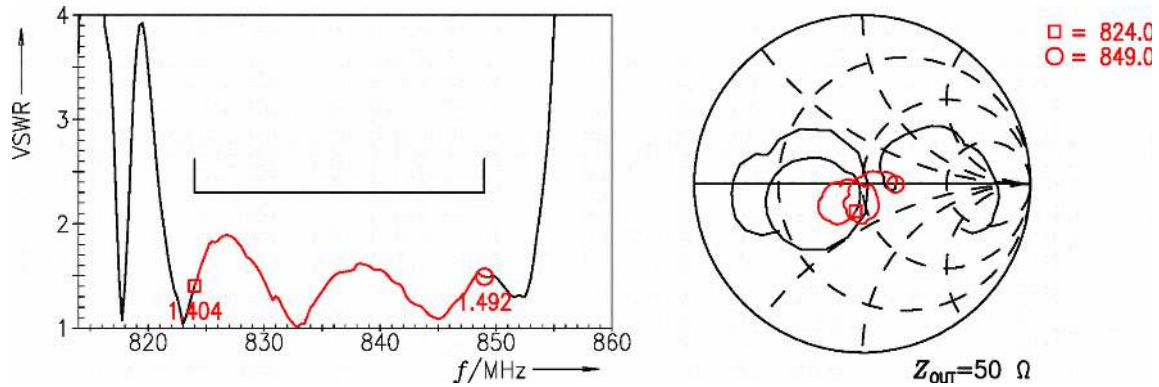 4
3
2
1
VSWR
820
830
840
850
860
f/MHz
1.404
1.492
□ = 824.0
○ = 849.0
Z_OUT=50 Ω